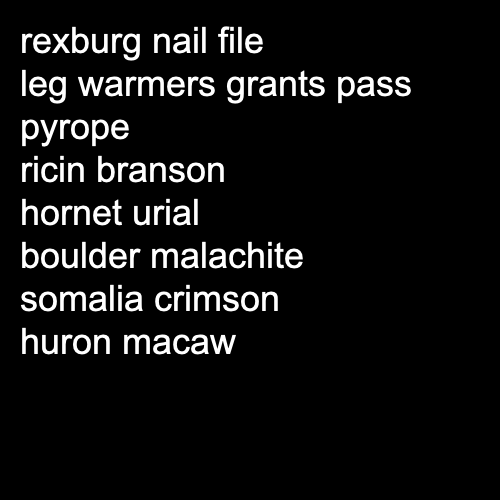 rexburg nail file
leg warmers grants pass
pyrope
ricin branson
hornet urial
boulder malachite
somalia crimson
huron macaw